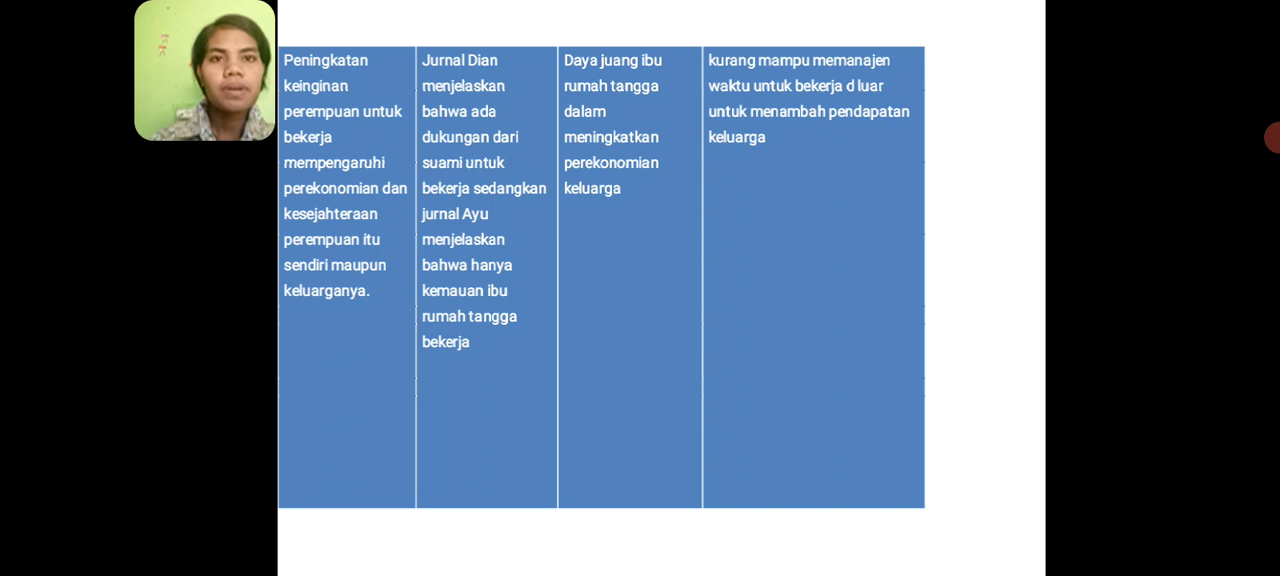 Peningkatan
keinginan
perempuan untuk
bekerja
mempengaruhi
perekonomian dan
kesejahteraan
perempuan itu
sendiri maupun
keluarganya.
Jurnal Dian
menjelaskan
bahwa ada
dukungan dari
suami untuk
bekerja sedangkan
jurnal Ayu
menjelaskan
bahwa hanya
kemauan ibu
rumah tangga
bekerja
Daya juang ibu
rumah tangga
dalam
meningkatkan
perekonomian
keluarga
kurang mampu memanajen
waktu untuk bekerja d luar
untuk menambah pendapatan
keluarga